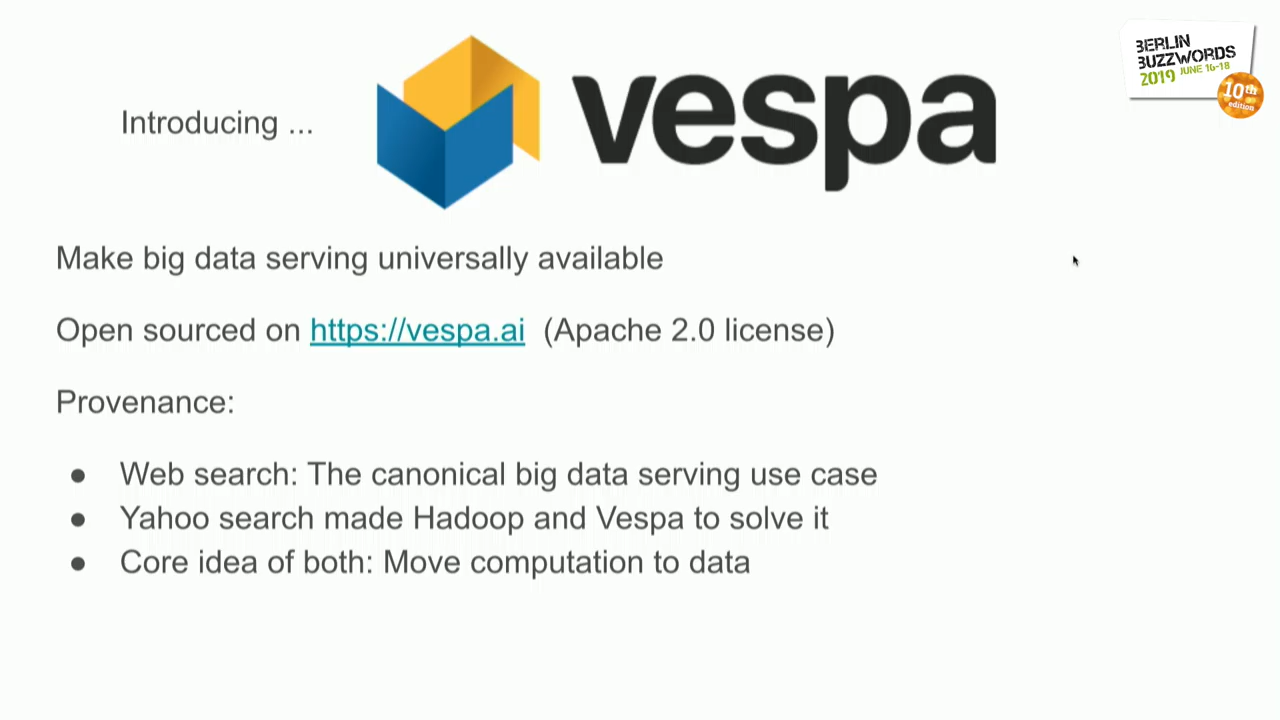 BERLIN
BUZZWORDS
2019 JUNE 16-18
10th
edition
Introducing ...
vespa
Make big data serving universally available
Open sourced on https://vespa.ai (Apache 2.0 license)
Provenance:
● Web search: The canonical big data serving use case
● Yahoo search made Hadoop and Vespa to solve it
● Core idea of both: Move computation to data